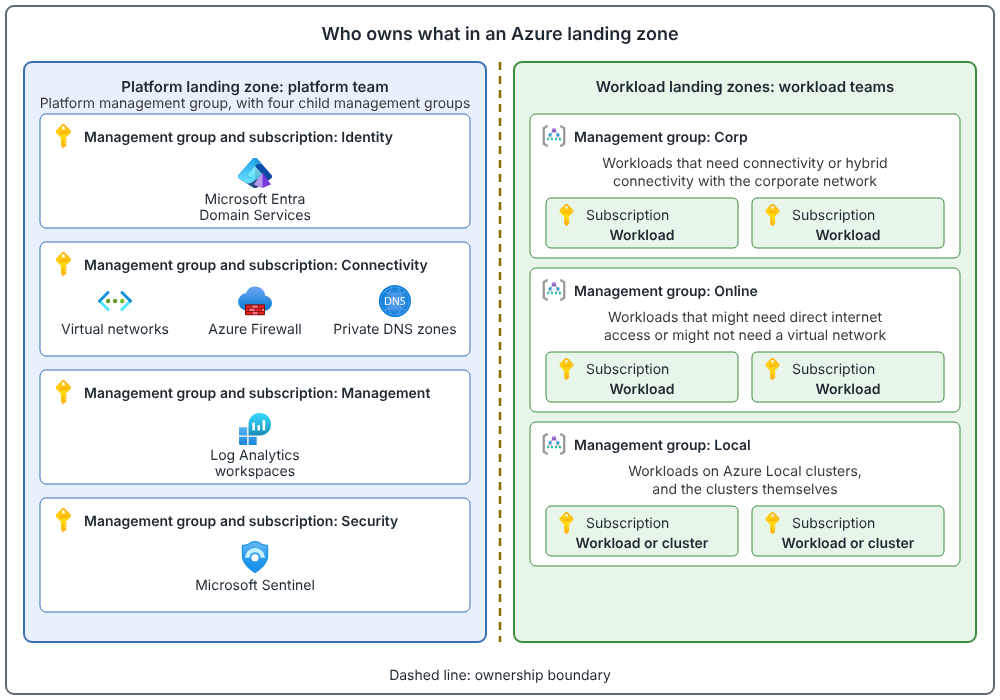 Who owns what in an Azure landing zone
Platform landing zone: platform team
Platform management group, with four child management groups
Management group and subscription: Identity
Microsoft Entra
Domain Services
Management group and subscription: Connectivity
Virtual networks
Azure Firewall
DNS
Private DNS zones
Management group and subscription: Management
Log Analytics
workspaces
Management group and subscription: Security
Microsoft Sentinel
Workload landing zones: workload teams
Management group: Corp
Workloads that need connectivity or hybrid
connectivity with the corporate network
Subscription
Workload
Subscription
Workload
Management group: Online
Workloads that might need direct internet
access or might not need a virtual network
Subscription
Workload
Subscription
Workload
Management group: Local
Workloads on Azure Local clusters,
and the clusters themselves
Subscription
Workload or cluster
Subscription
Workload or cluster
Dashed line: ownership boundary